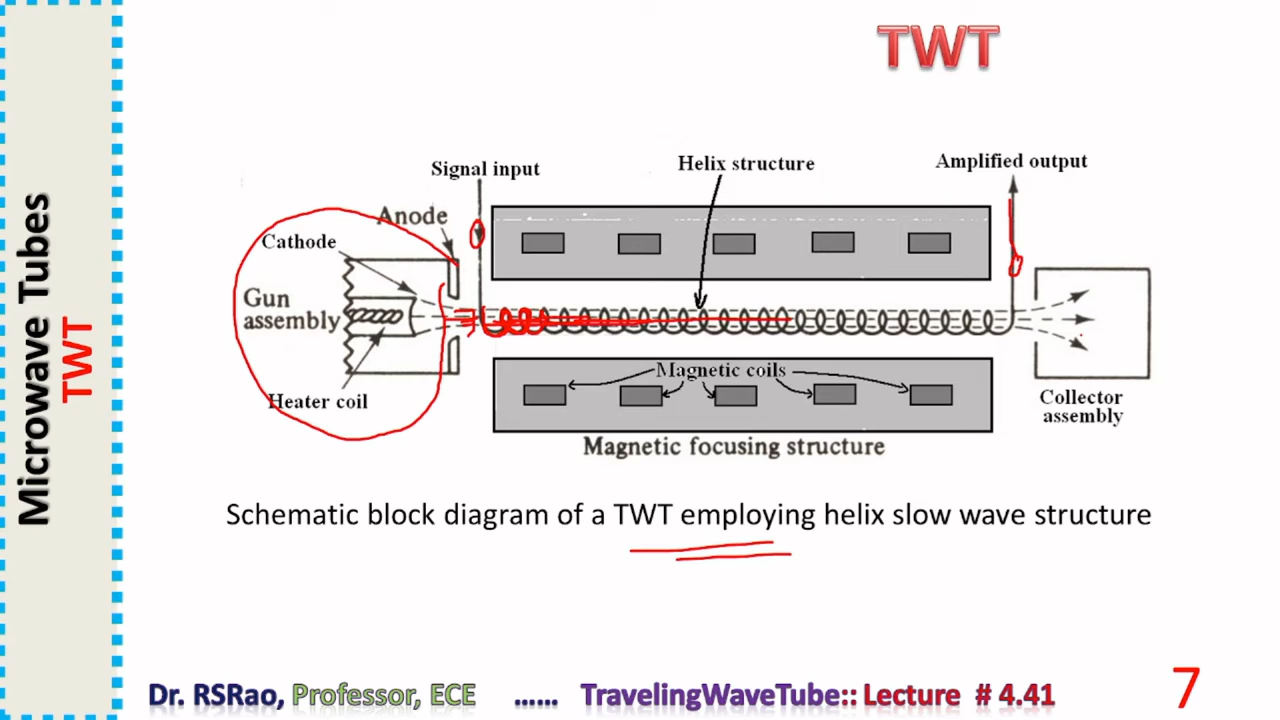 Microwave Tubes
TWT
TWT
Signal input
Helix structure
Amplified output
Anode
Cathode
Gun
assembly
Heater coil
Magnetic coils
Collector
assembly
Magnetic focusing structure
Schematic block diagram of a TWT employing helix slow wave structure
Dr. RSRao, Professor, ECE ...... TravelingWaveTube:: Lecture # 4.41
7